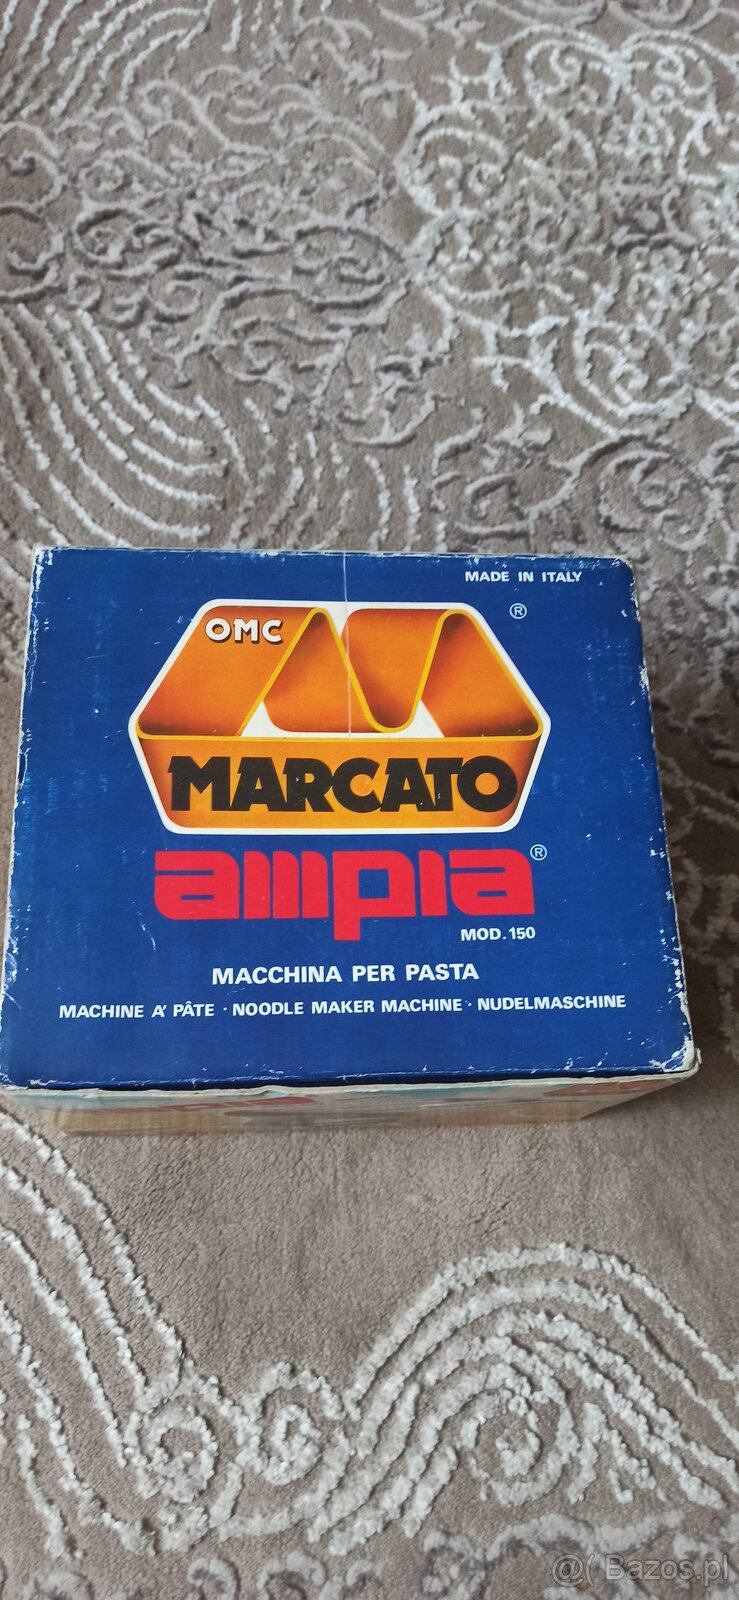 MADE IN ITALY
®
OMC
MARCATO
ampia®
MOD. 150
MACCHINA PER PASTA
MACHINE A' PÂTE · NOODLE MAKER MACHINE · NUDELMASCHINE
@( Bazos.pl